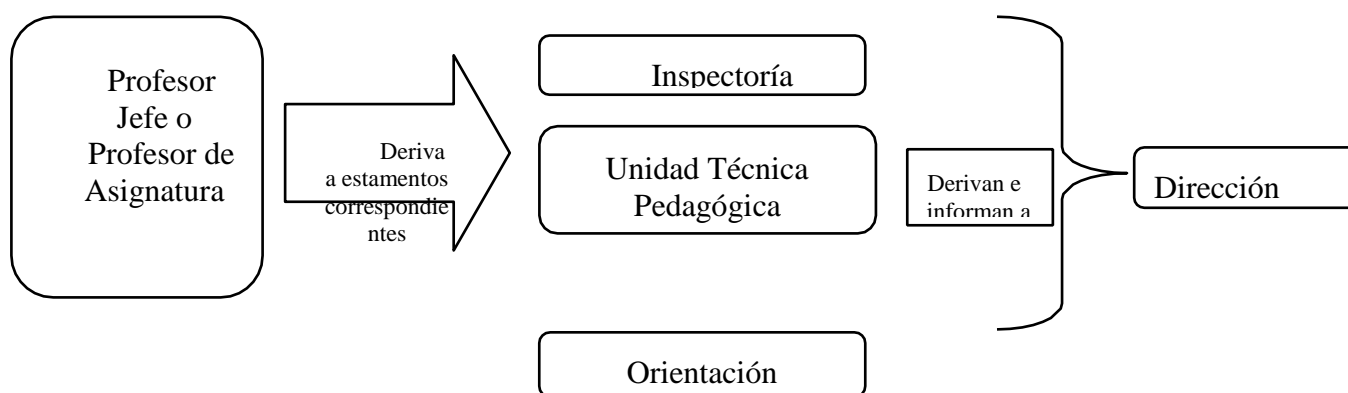 Profesor
Jefe o
Profesor de
Asignatura
Deriva
a estamentos
correspondie
ntes
Inspectoría
Unidad Técnica
Pedagógica
Orientación
Derivan e
informan a
Dirección